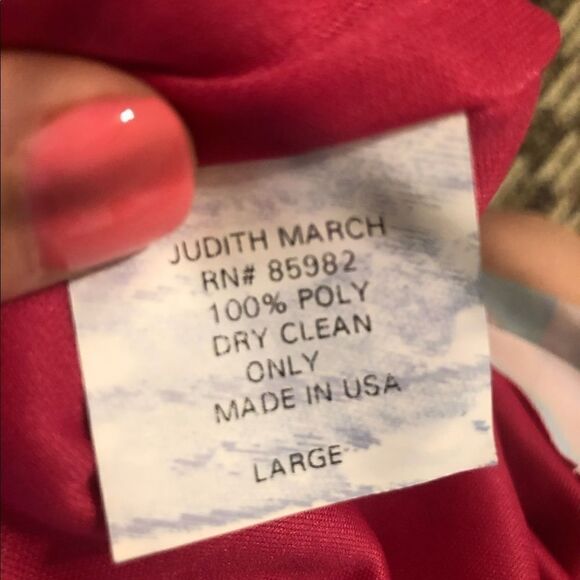 JUDITH MARCH
RN# 85982
100% POLY
DRY CLEAN
ONLY
MADE IN USA
LARGE